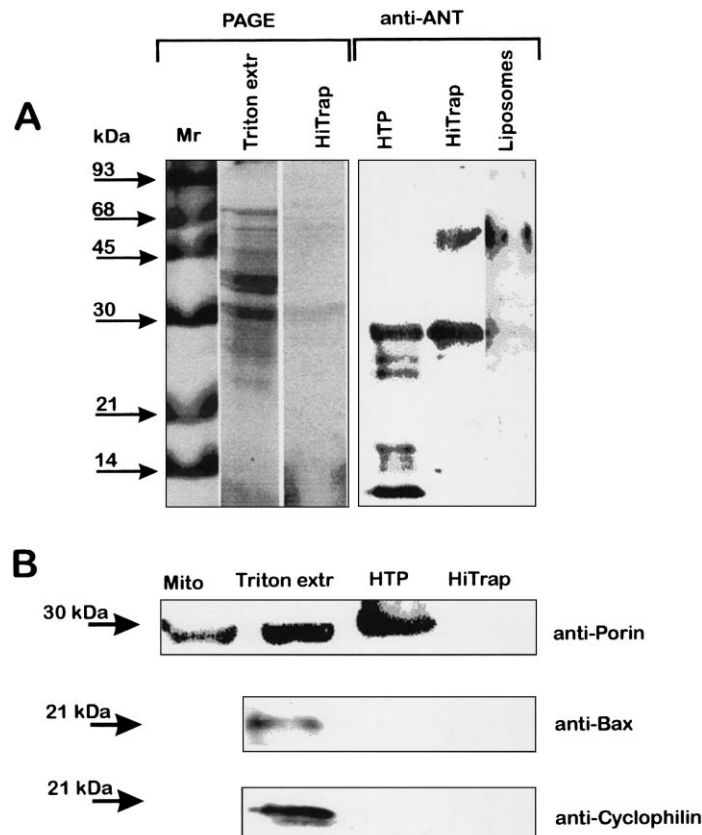 PAGE anti-ANT
A
kDa Mr Triton extr HiTrap HTP HiTrap Liposomes
93
68
45
30
21
14
B
Mito Triton extr HTP HiTrap
30 kDa anti-Porin
21 kDa anti-Bax
21 kDa anti-Cyclophilin